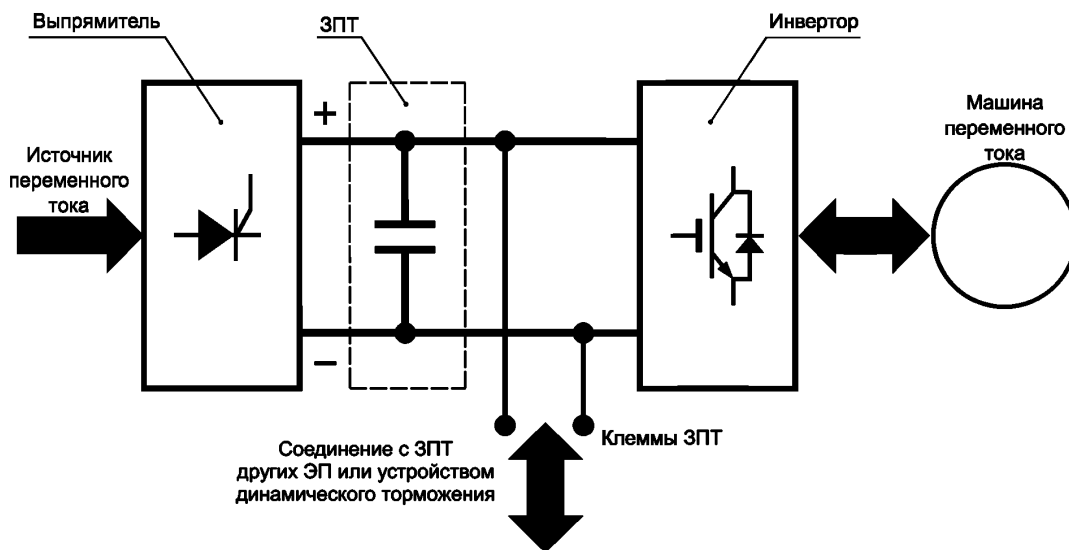 Выпрямитель
ЗПТ
Инвертор
Машина
переменного
тока
Источник
переменного
тока
+
−
Соединение с ЗПТ
других ЭП или устройством
динамического торможения
Клеммы ЗПТ